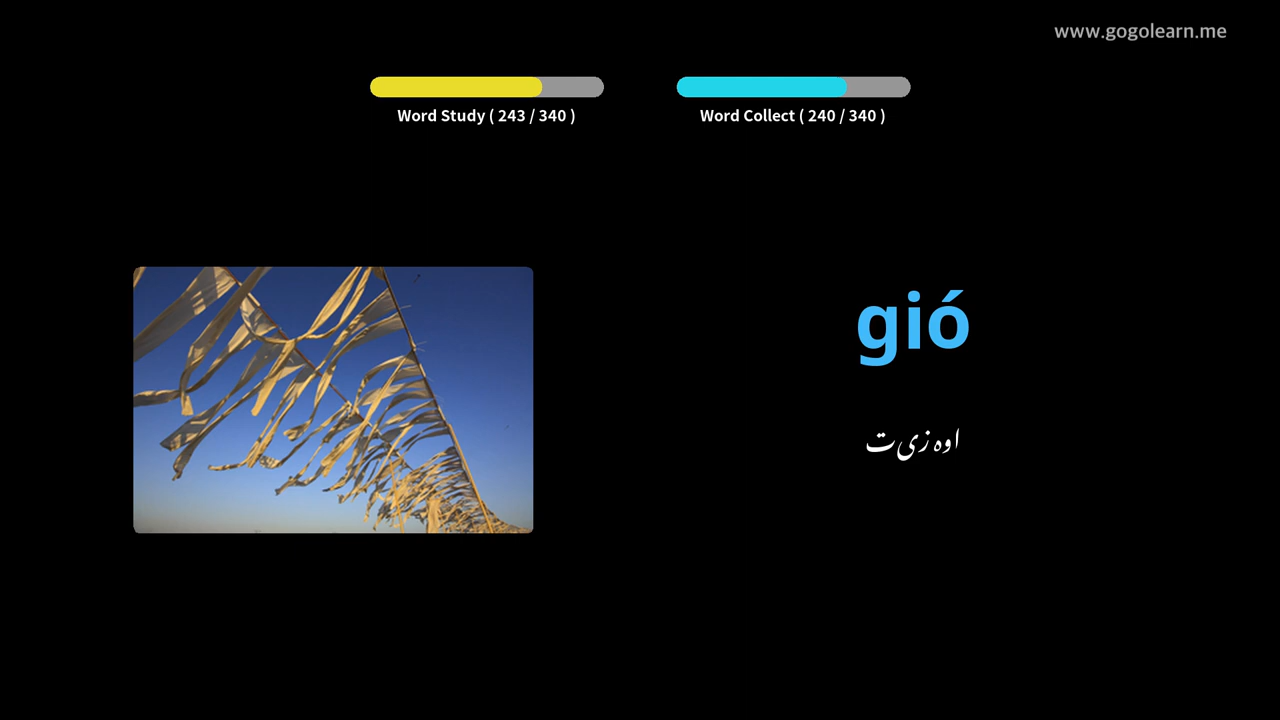 www.gogolearn.me
Word Study ( 243 / 340 )
Word Collect ( 240 / 340 )
gió
اوه زی ت